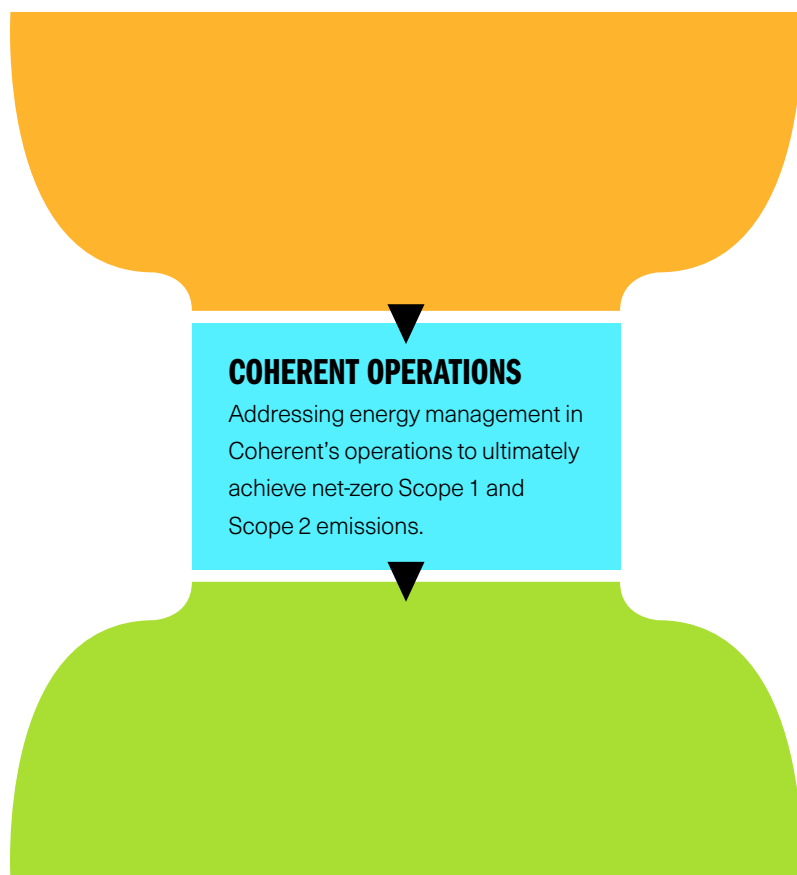 COHERENT OPERATIONS
Addressing energy management in
Coherent’s operations to ultimately
achieve net-zero Scope 1 and
Scope 2 emissions.